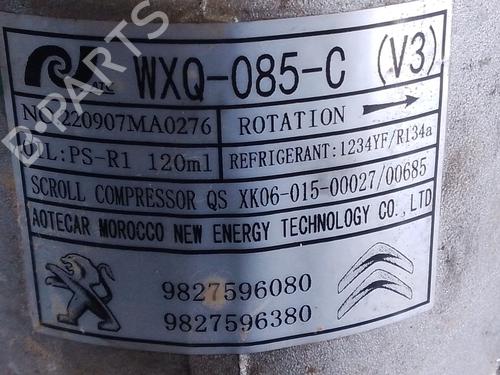 WXQ-085-C (V3)
NO:220907MA0276
ROTATION
OIL:PS-R1 120ml
REFRIGERANT:1234YF/R134a
SCROLL COMPRESSOR QS XK06-015-00027/00685
AOTECAR MOROCCO NEW ENERGY TECHNOLOGY CO.,LTD
9827596080
9827596380
B-PARTS